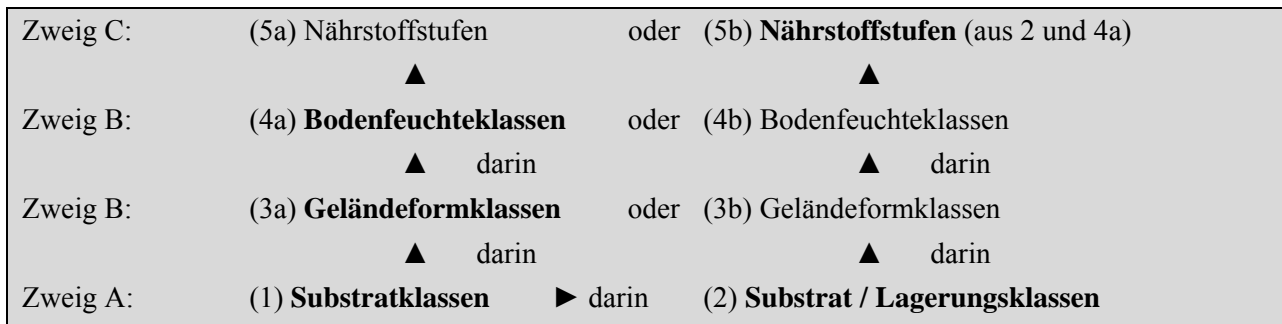 Zweig C: (5a) Nährstoffstufen oder (5b) Nährstoffstufen (aus 2 und 4a)
▲ ▲
Zweig B: (4a) Bodenfeuchteklassen oder (4b) Bodenfeuchteklassen
▲ darin ▲ darin
Zweig B: (3a) Geländeformklassen oder (3b) Geländeformklassen
▲ darin ▲ darin
Zweig A: (1) Substratklassen ► darin (2) Substrat / Lagerungsklassen